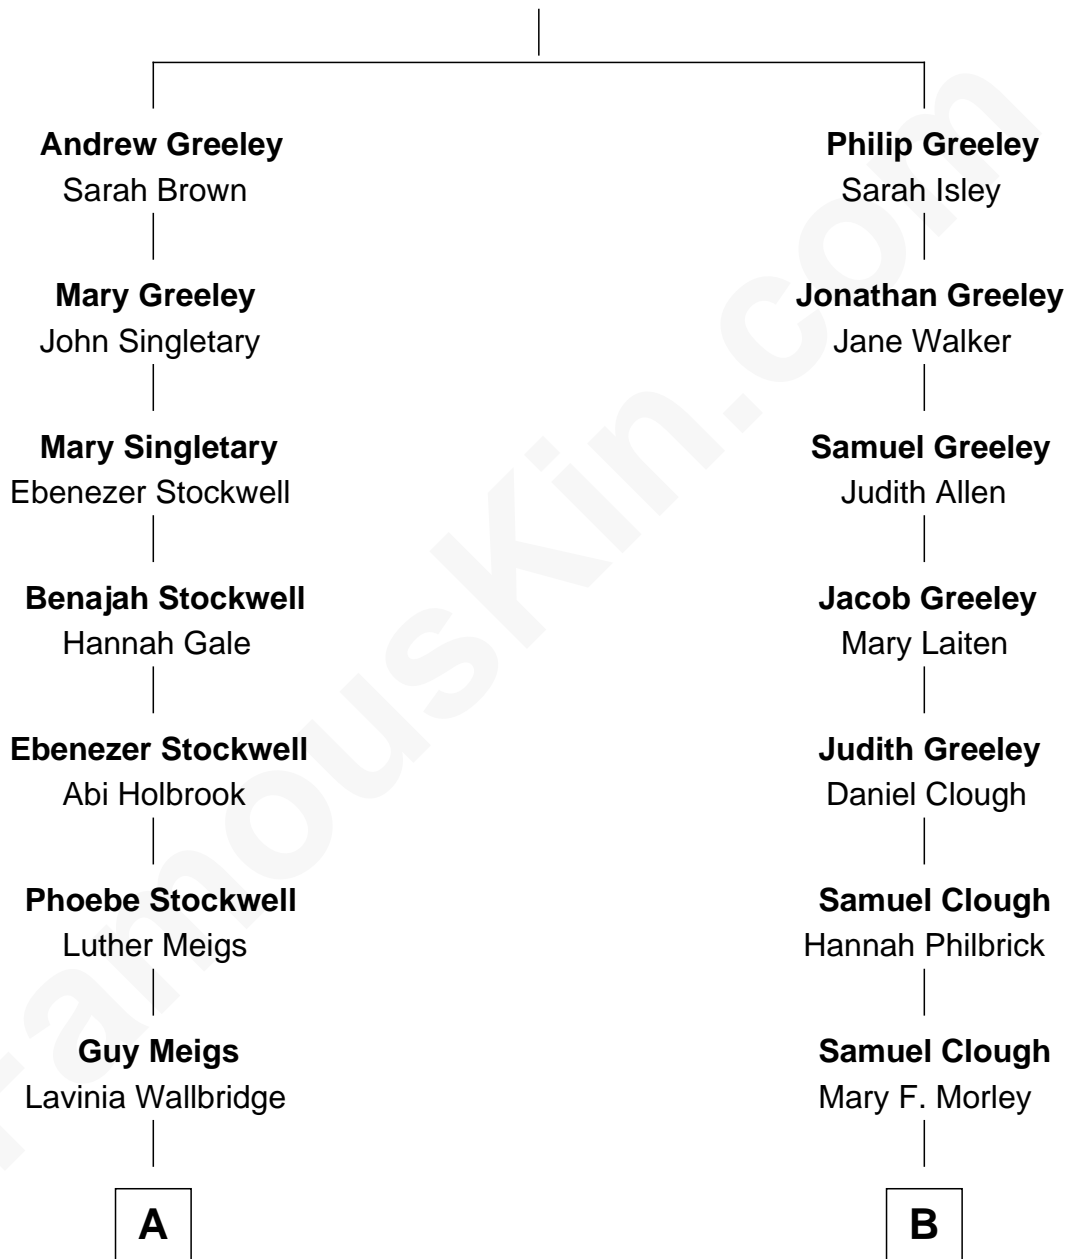 Andrew Greeley
Sarah Brown
Mary Greeley
John Singletary
Mary Singletary
Ebenezer Stockwell
Benajah Stockwell
Hannah Gale
Ebenezer Stockwell
Abi Holbrook
Phoebe Stockwell
Luther Meigs
Guy Meigs
Lavinia Wallbridge
A
Philip Greeley
Sarah Isley
Jonathan Greeley
Jane Walker
Samuel Greeley
Judith Allen
Jacob Greeley
Mary Laiten
Judith Greeley
Daniel Clough
Samuel Clough
Hannah Philbrick
Samuel Clough
Mary F. Morley
B
FamousKin.com